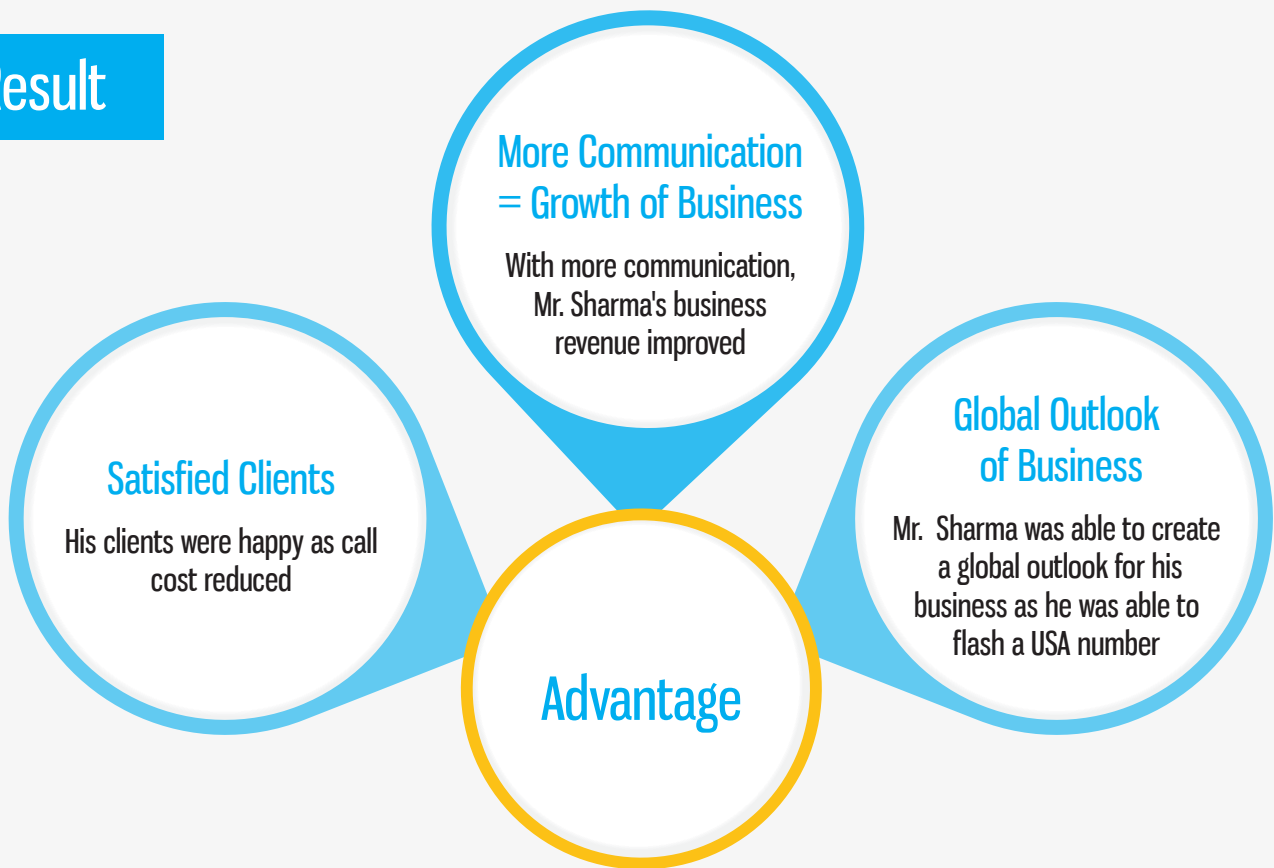 Result
More Communication
= Growth of Business
With more communication,
Mr. Sharma's business
revenue improved
Satisfied Clients
His clients were happy as call
cost reduced
Global Outlook
of Business
Mr. Sharma was able to create
a global outlook for his
business as he was able to
flash a USA number
Advantage